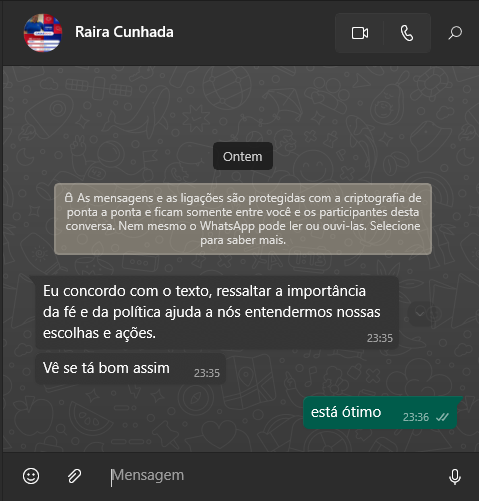 Raira Cunhada
Ontem
As mensagens e as ligações são protegidas com a criptografia de
ponta a ponta e ficam somente entre você e os participantes desta
conversa. Nem mesmo o WhatsApp pode ler ou ouvi-las. Selecione
para saber mais.
Eu concordo com o texto, ressaltar a importância
da fé e da política ajuda a nós entendermos nossas
escolhas e ações.
23:35
Vê se tá bom assim 23:35
está ótimo 23:36
Mensagem